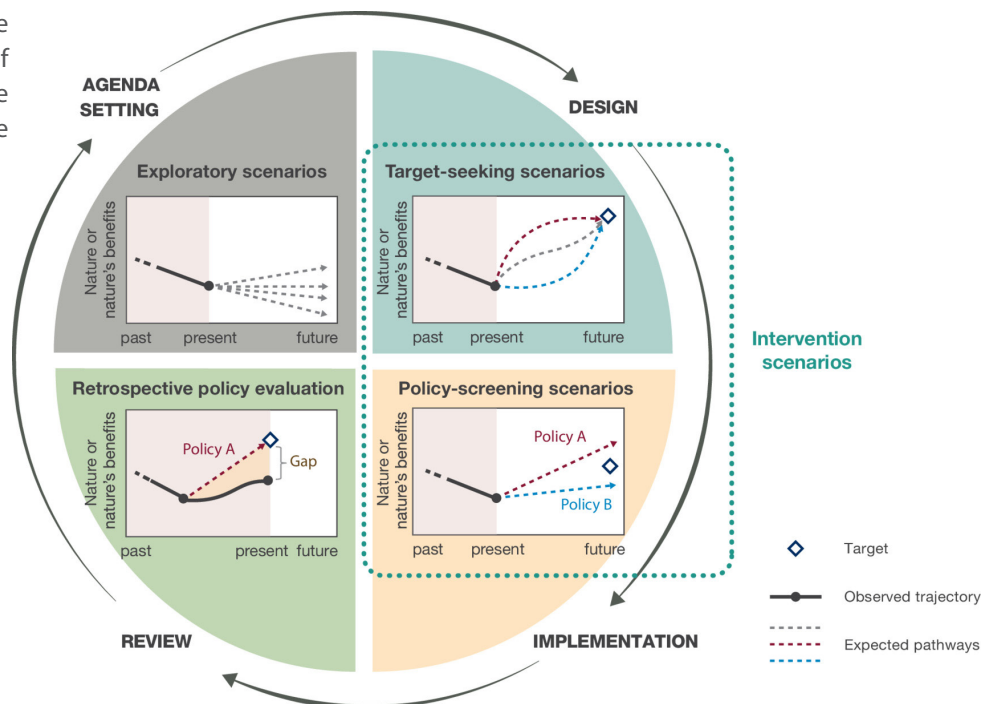 e
f
e
e
AGENDA
SETTING
DESIGN
Exploratory scenarios
Nature or
nature's benefits
past present future
Target-seeking scenarios
Nature or
nature's benefits
past present future
Intervention
scenarios
Retrospective policy evaluation
Nature or
nature's benefits
Policy A
Gap
past present future
Policy-screening scenarios
Nature or
nature's benefits
Policy A
Policy B
past present future
REVIEW
IMPLEMENTATION
Target
Observed trajectory
Expected pathways